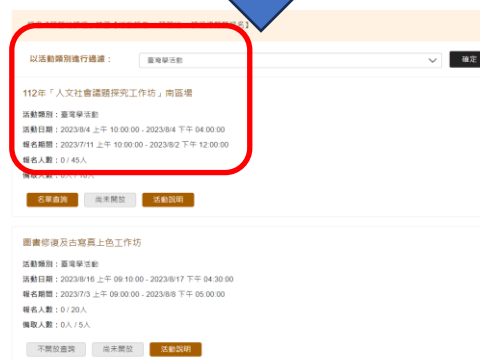 以活動類別進行過濾：
臺灣學活動
確定
112年「人文社會議題探究工作坊」南區場
活動類別：臺灣學活動
活動日期：2023/8/4 上午 10:00:00 - 2023/8/4 下午 04:00:00
報名期間：2023/7/11 上午 10:00:00 - 2023/8/2 下午 12:00:00
報名人數：0 / 45人
備取人數：0人 / 10人
名單查詢
尚未開放
活動說明
圖書修復及古寫真上色工作坊
活動類別：臺灣學活動
活動日期：2023/8/16 上午 09:10:00 - 2023/8/17 下午 04:30:00
報名期間：2023/7/3 上午 09:00:00 - 2023/8/8 下午 05:00:00
報名人數：0 / 20人
備取人數：0人 / 5人
不開放查詢
尚未開放
活動說明